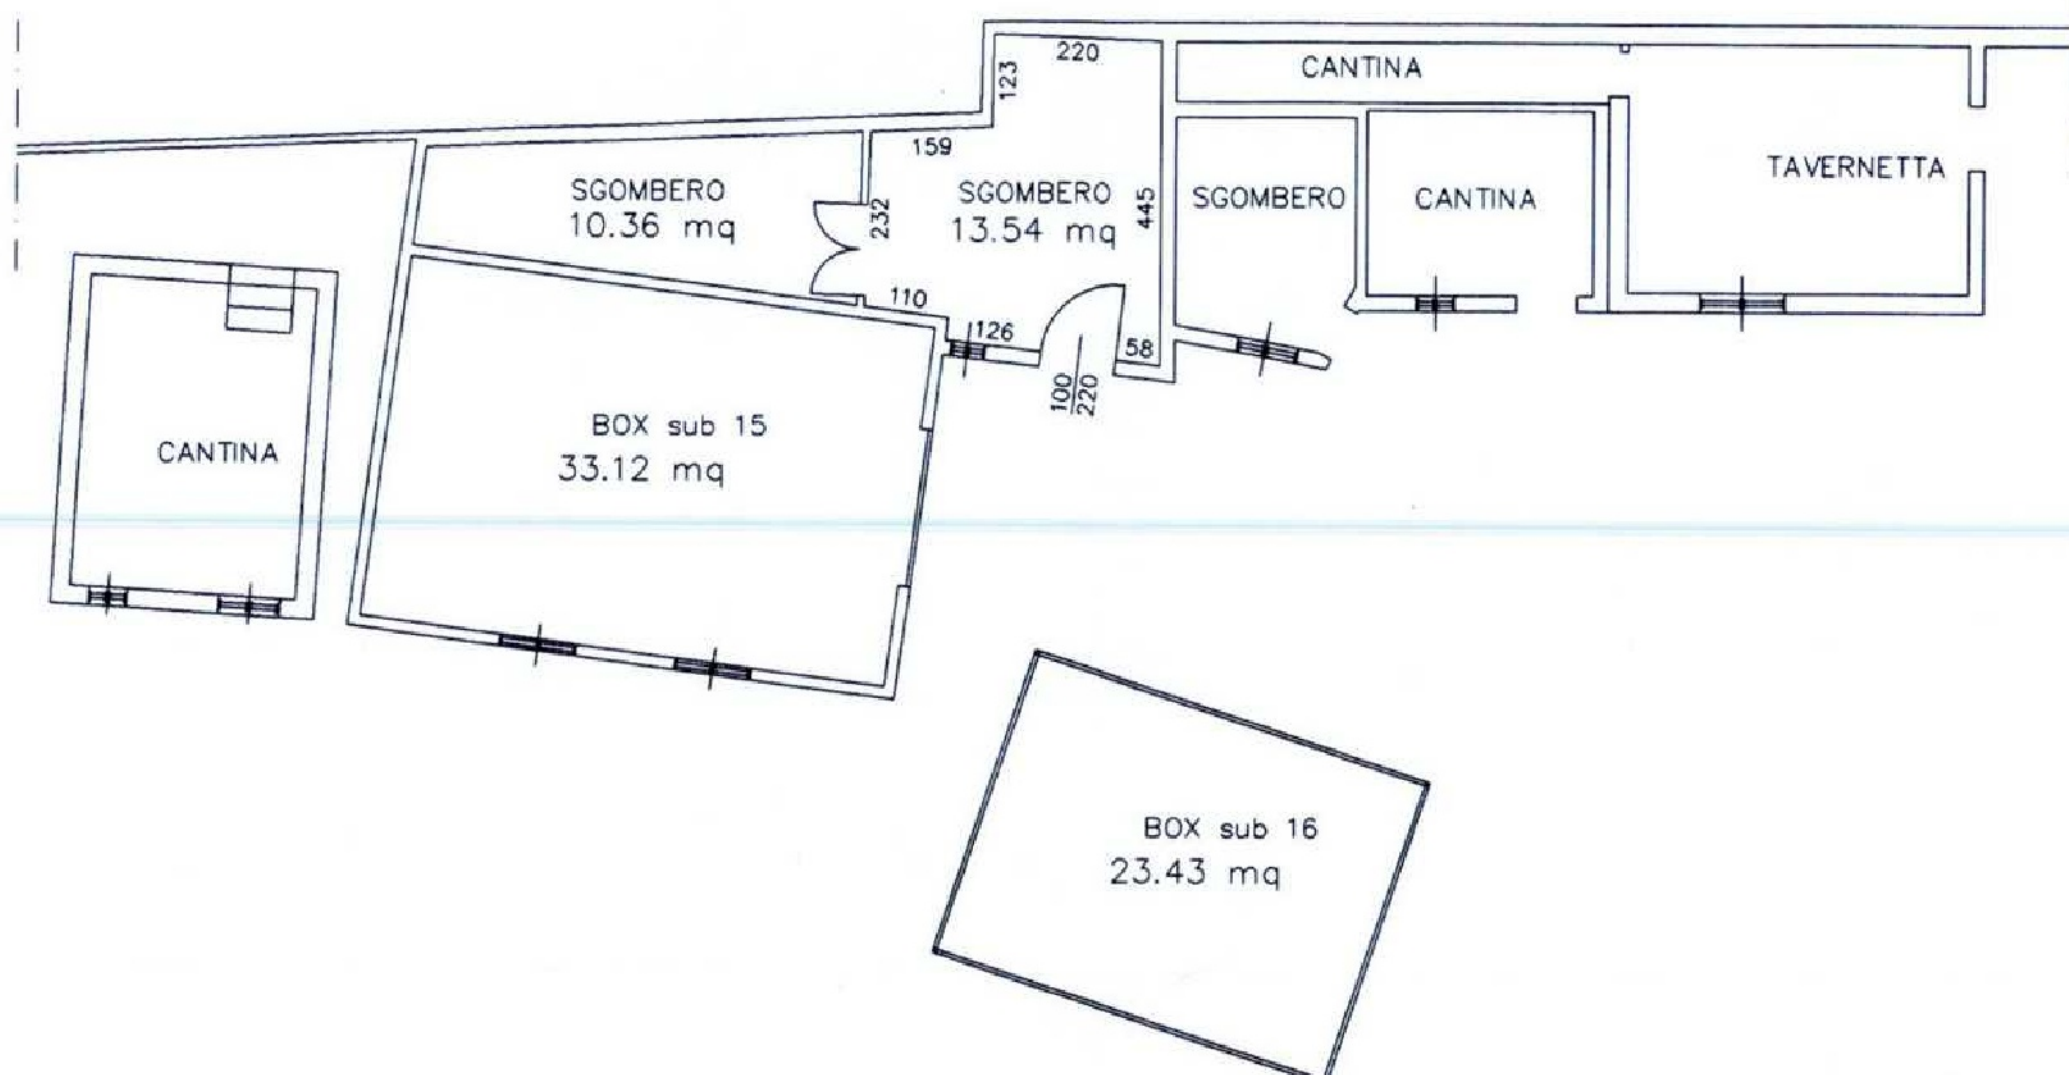 220
123
CANTINA
159
SGOMBERO
10.36 mq
232
SGOMBERO
13.54 mq
445
SGOMBERO
CANTINA
TAVERNETTA
110
126
58
100
220
CANTINA
BOX sub 15
33.12 mq
BOX sub 16
23.43 mq